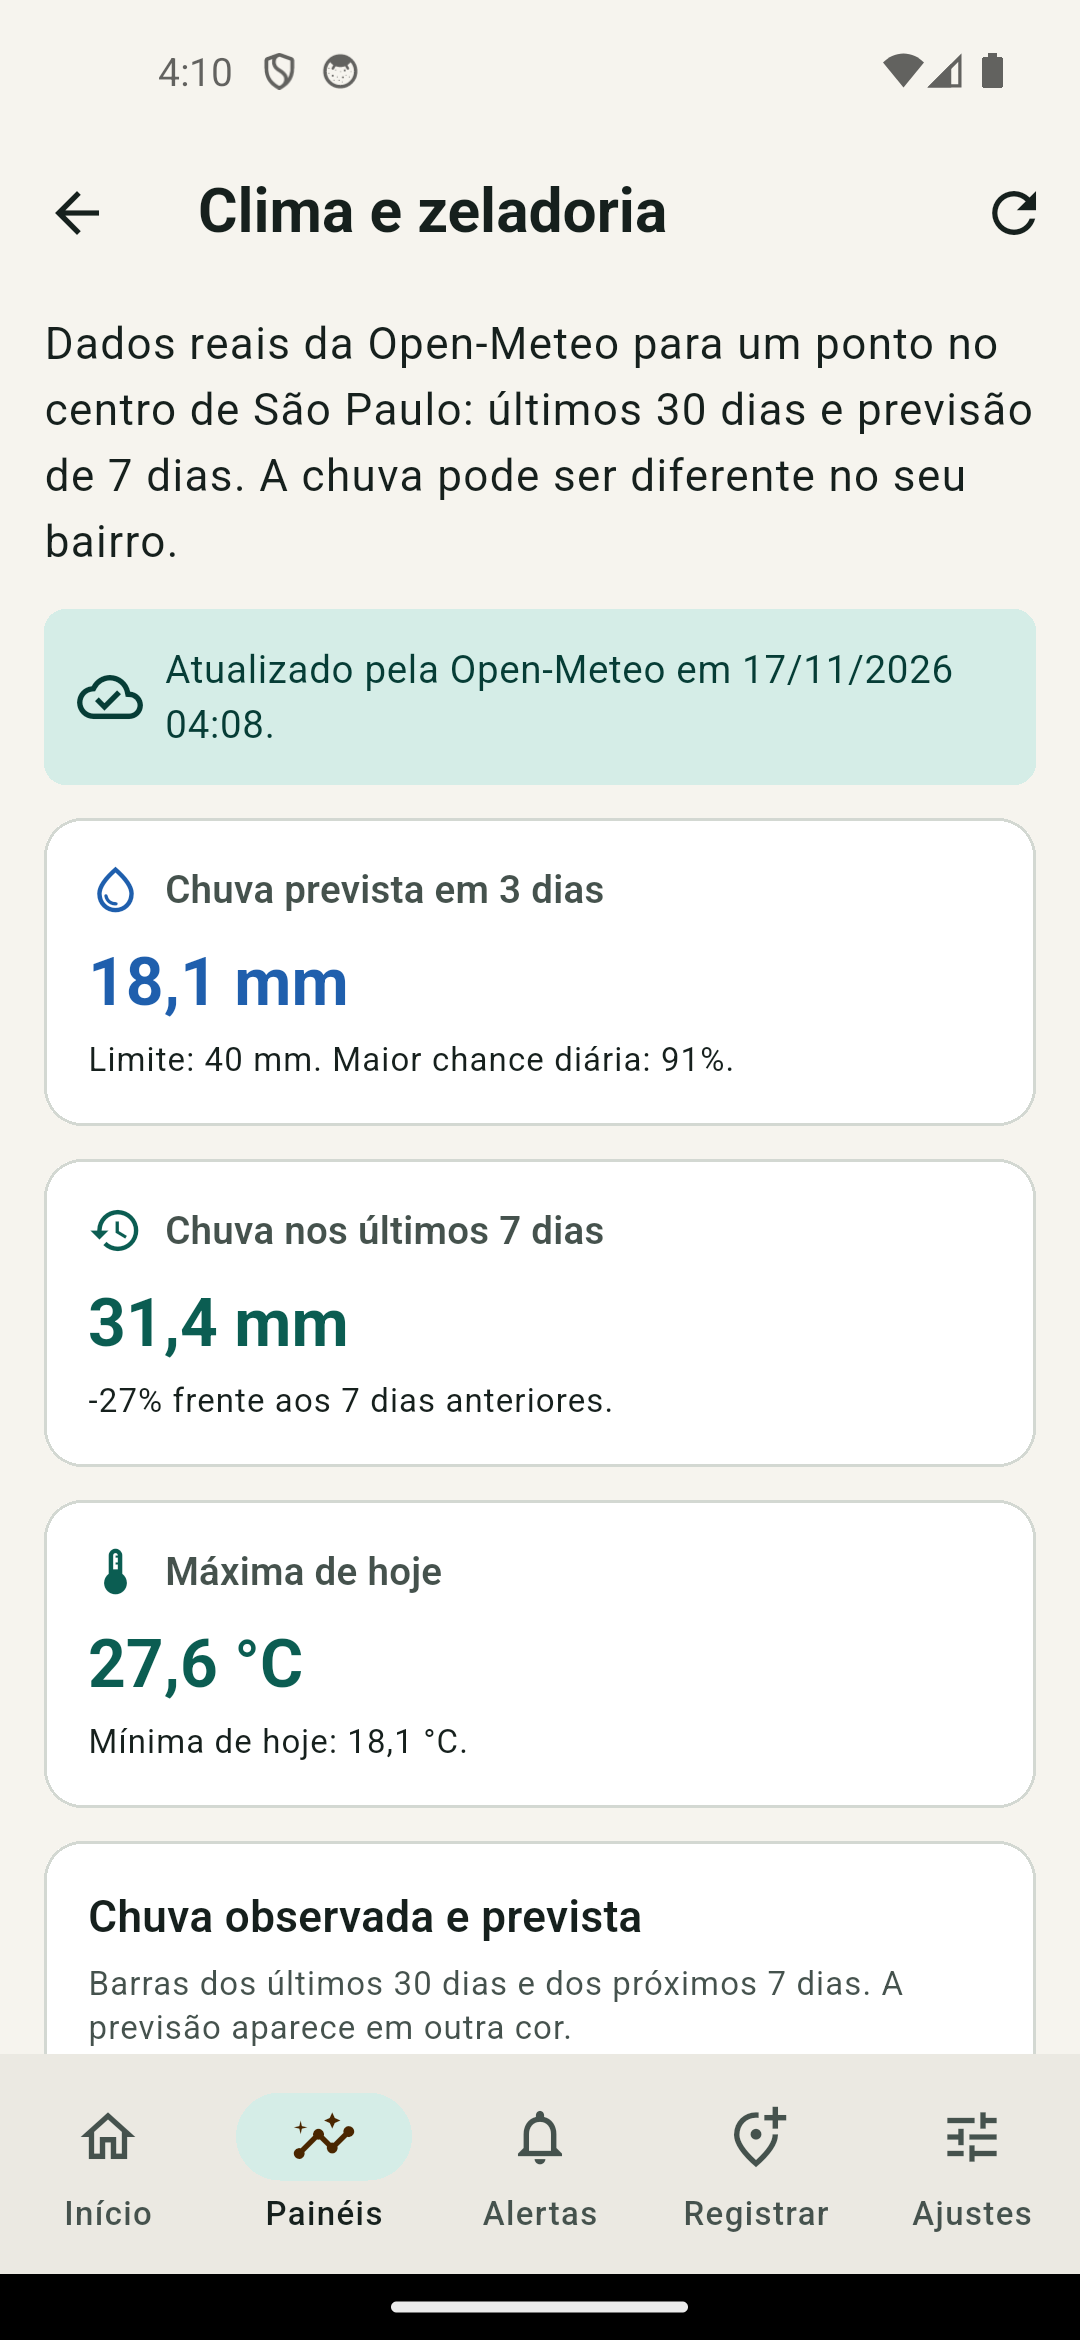 4:10
Clima e zeladoria
Dados reais da Open-Meteo para um ponto no
centro de São Paulo: últimos 30 dias e previsão
de 7 dias. A chuva pode ser diferente no seu
bairro.
Atualizado pela Open-Meteo em 17/11/2026
04:08.
Chuva prevista em 3 dias
18,1 mm
Limite: 40 mm. Maior chance diária: 91%.
Chuva nos últimos 7 dias
31,4 mm
-27% frente aos 7 dias anteriores.
Máxima de hoje
27,6 °C
Mínima de hoje: 18,1 °C.
Chuva observada e prevista
Barras dos últimos 30 dias e dos próximos 7 dias. A
previsão aparece em outra cor.
Início
Painéis
Alertas
Registrar
Ajustes